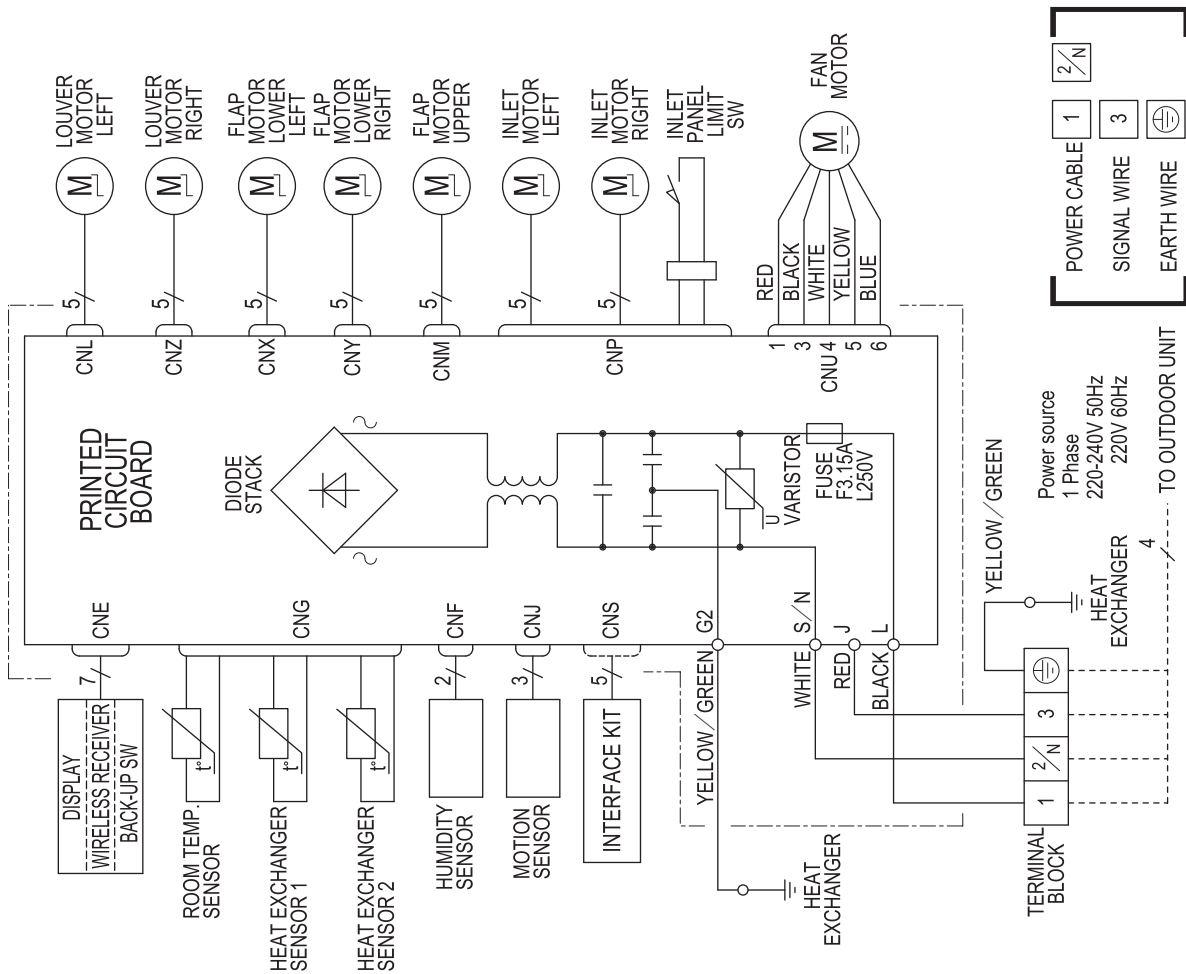 LOUVER
MOTOR
LEFT
LOUVER
MOTOR
RIGHT
FLAP
MOTOR
LOWER
LEFT
FLAP
MOTOR
LOWER
RIGHT
FLAP
MOTOR
UPPER
INLET
MOTOR
LEFT
INLET
MOTOR
RIGHT
INLET
PANEL
LIMIT
SW
FAN
MOTOR
M
M
M
M
M
M
M
M
5
5
5
5
5
5
5
RED
BLACK
WHITE
YELLOW
BLUE
CNL
CNZ
CNX
CNY
CNM
CNP
CNU
1
3
4
5
6
PRINTED
CIRCUIT
BOARD
DIODE
STACK
U
VARISTOR
FUSE
F3.15A
L250V
CNE
CNG
CNF
CNJ
CNS
G2
S/N
J
L
7
2
3
5
YELLOW/GREEN
WHITE
RED
BLACK
DISPLAY
WIRELESS RECEIVER
BACK-UP SW
t°
t°
t°
ROOM TEMP.
SENSOR
HEAT EXCHANGER
SENSOR 1
HEAT EXCHANGER
SENSOR 2
HUMIDITY
SENSOR
MOTION
SENSOR
INTERFACE KIT
HEAT
EXCHANGER
TERMINAL
BLOCK
1
2/N
3
YELLOW/GREEN
HEAT
EXCHANGER
4
TO OUTDOOR UNIT
Power source
1 Phase
220-240V 50Hz
220V 60Hz
POWER CABLE 1 2/N
SIGNAL WIRE 3
EARTH WIRE